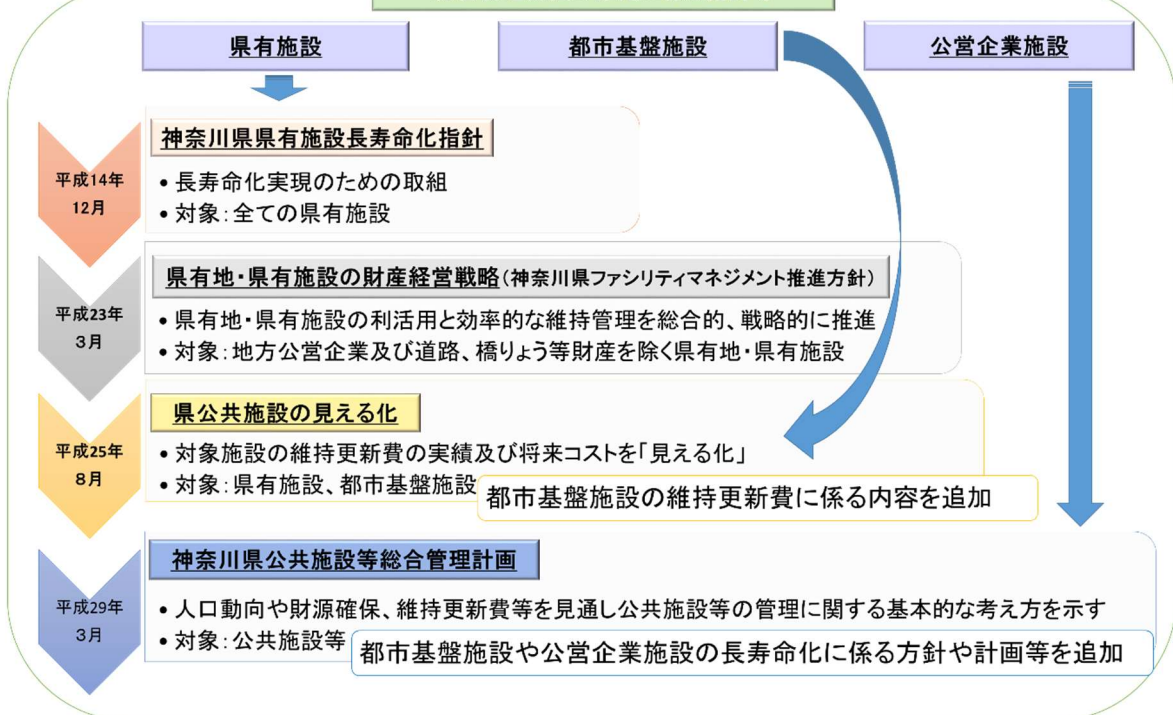 県有施設
都市基盤施設
公営企業施設
平成14年
12月
神奈川県県有施設長寿命化指針
• 長寿命化実現のための取組
• 対象：全ての県有施設
平成23年
3月
県有地・県有施設の財産経営戦略(神奈川県ファシリティマネジメント推進方針)
• 県有地・県有施設の利活用と効率的な維持管理を総合的、戦略的に推進
• 対象：地方公営企業及び道路、橋りょう等財産を除く県有地・県有施設
平成25年
8月
県公共施設の見える化
• 対象施設の維持更新費の実績及び将来コストを「見える化」
• 対象：県有施設、都市基盤施設
都市基盤施設の維持更新費に係る内容を追加
平成29年
3月
神奈川県公共施設等総合管理計画
• 人口動向や財源確保、維持更新費等を見通し公共施設等の管理に関する基本的な考え方を示す
• 対象：公共施設等
都市基盤施設や公営企業施設の長寿命化に係る方針や計画等を追加